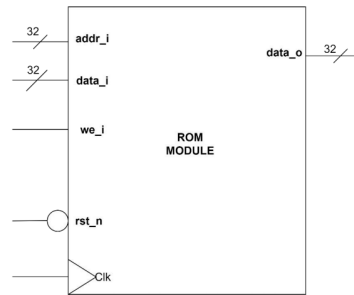 32
addr_i
32
data_o
32
data_i
we_i
ROM
MODULE
rst_n
Clk